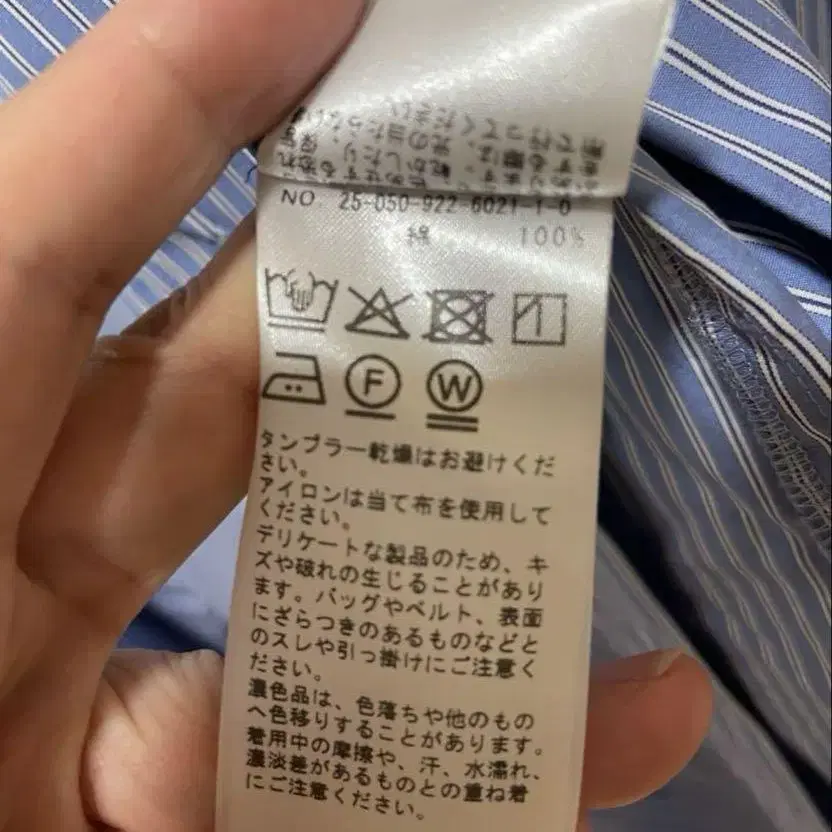 NO. 25-050-922-6021-1-0
綿 100%
F W
タンブラー乾燥はお避けくだ
さい。
アイロンは当て布を使用して
ください。
デリケートな製品のため、キ
ズや破れの生じることがあり
ます。バッグやベルト、表面
にざらつきのあるものなどと
のスレや引っ掛けにご注意く
ださい。
濃色品は、色落ちや他のもの
へ色移りすることがあります。
着用中の摩擦や、汗、水濡れ、
濃淡差があるものとの重ね着
にご注意ください。